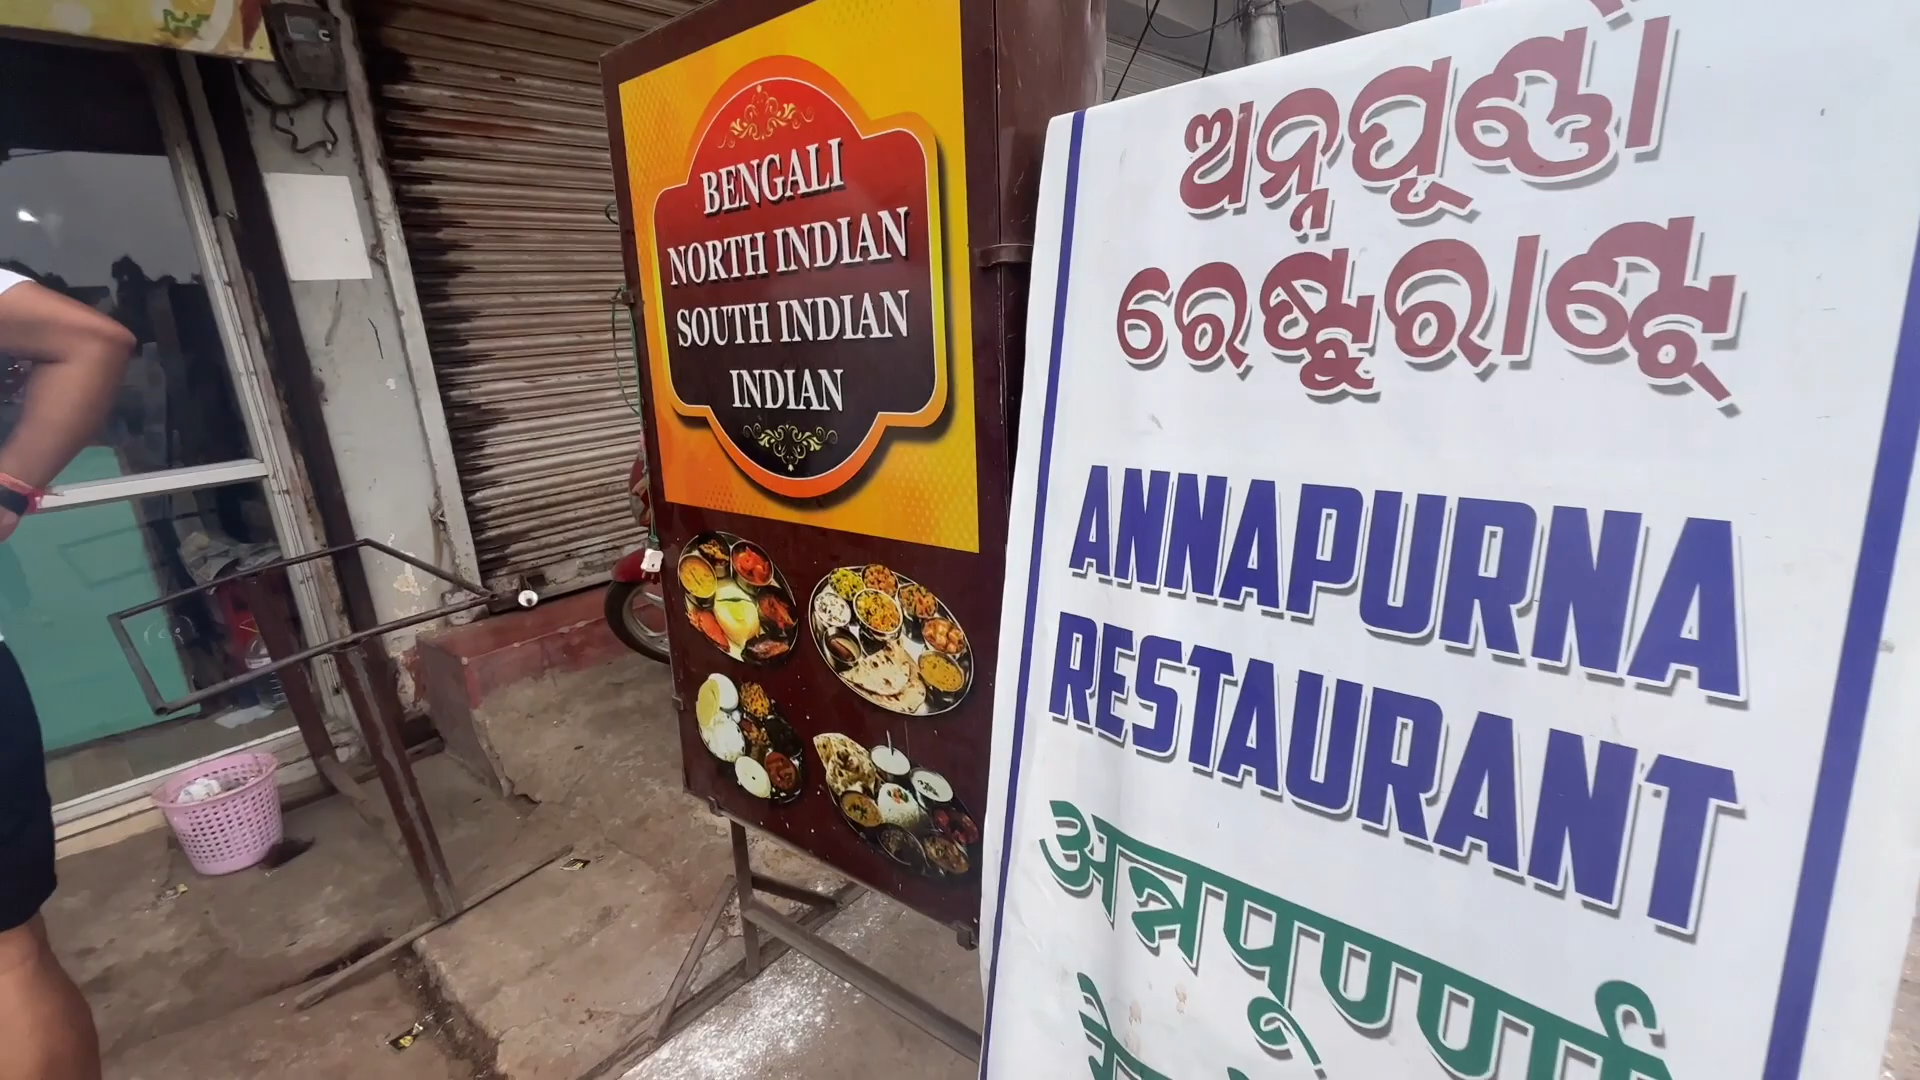 BENGALI
NORTH INDIAN
SOUTH INDIAN
INDIAN
ଅନ୍ନପୂର୍ଣ୍ଣା
ରେଷ୍ଟୁରାଣ୍ଟ୍
ANNAPURNA
RESTAURANT
अन्नपूर्ण्णा